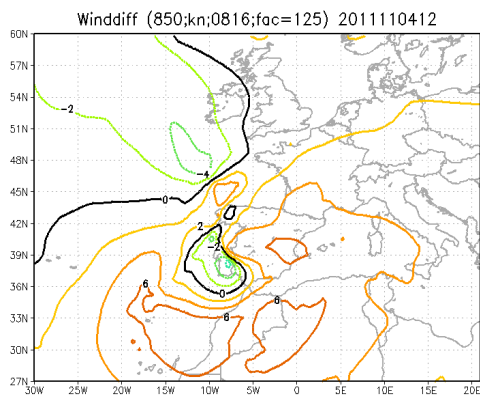 Winddiff (850;kn;0816;fac=125) 2011110412
60N
57N
54N
-2
51N
-4
48N
45N
0
42N
2
-2
39N
36N
0
6
33N
6
6
30N
27N
30W 25W 20W 15W 10W 5W 0 5E 10E 15E 20E